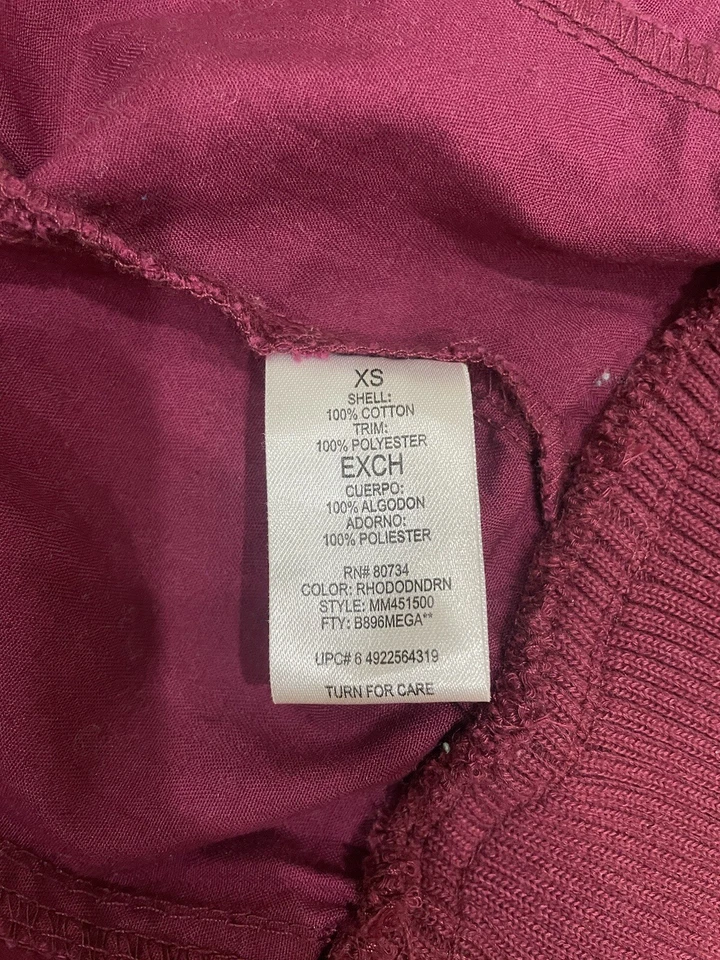 XS
SHELL:
100% COTTON
TRIM:
100% POLYESTER
EXCH
CUERPO:
100% ALGODON
ADORNO:
100% POLIESTER
RN# 80734
COLOR: RHODODNDRN
STYLE: MM451500
FTY: B896MEGA**
UPC# 6 4922564319
TURN FOR CARE